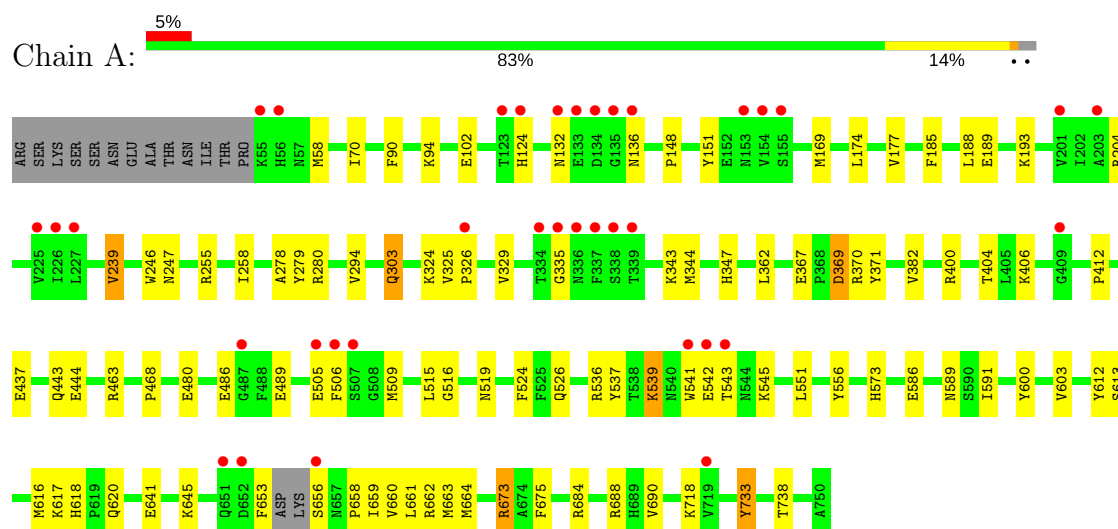 5%
Chain A:
83%
14%
• •
ARG SER LYS SER SER ASN GLU ALA THR ASN ILE THR PRO K55 H56 N57 M58 I70 F90 K94 E102 T123 H124 N132 E133 D134 G135 N136 P148 Y151 E152 N153 V154 S155 M169 L174 V177 F185 L188 E189 K193 V201 I202 A203
V225 I226 L227 V239 W246 N247 R255 I258 A278 Y279 R280 V294 Q303 K324 V325 P326 V329 T334 G335 N336 F337 S338 T339 K343 M344 H347 L362 E367 P368 D369 R370 Y371 V382 R400 T404 L405 K406 G409 P412
E437 Q443 E444 R463 P468 E480 E486 G487 F488 E489 E505 F506 S507 G508 M509 L515 G516 N519 F524 F525 Q526 R536 Y537 T538 K539 N540 W541 E542 T543 N544 K545 L551 Y556 H573 E586 N589 S590 I591 Y600 V603 Y612
M616 K617 H618 P619 Q620 E641 K645 Q651 D652 F653 ASP LYS S656 N657 P658 I659 V660 L661 R662 M663 M664 R673 A674 F675 R684 R688 H689 V690 K718 V719 Y733 T738 A750